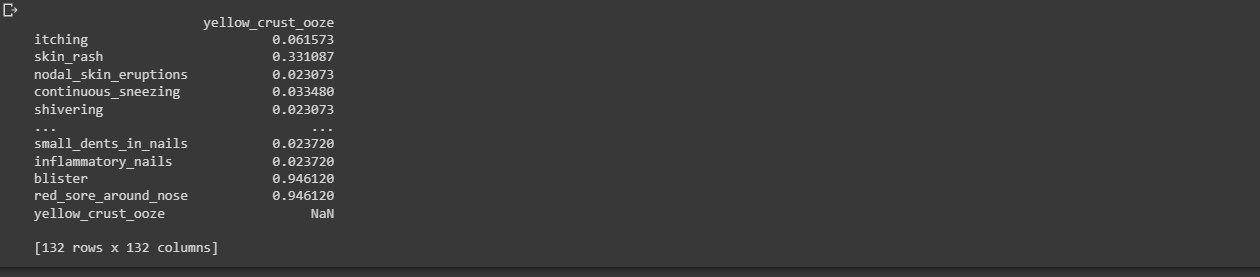 yellow_crust_ooze
itching 0.061573
skin_rash 0.331087
nodal_skin_eruptions 0.023073
continuous_sneezing 0.033480
shivering 0.023073
... ...
small_dents_in_nails 0.023720
inflammatory_nails 0.023720
blister 0.946120
red_sore_around_nose 0.946120
yellow_crust_ooze NaN
[132 rows x 132 columns]